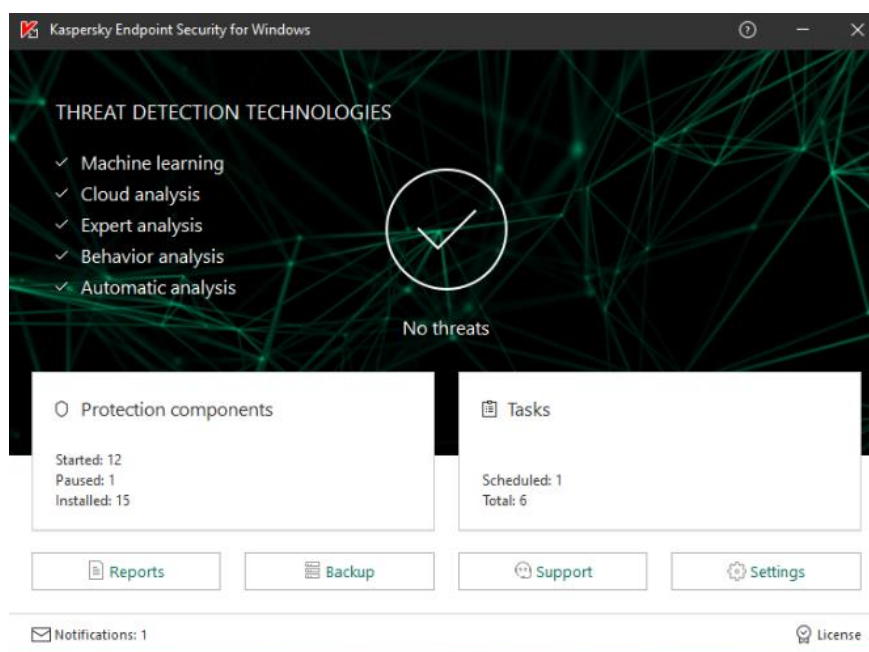 Kaspersky Endpoint Security for Windows
THREAT DETECTION TECHNOLOGIES
Machine learning
Cloud analysis
Expert analysis
Behavior analysis
Automatic analysis
No threats
Protection components
Started: 12
Paused: 1
Installed: 15
Tasks
Scheduled: 1
Total: 6
Reports
Backup
Support
Settings
Notifications: 1
License